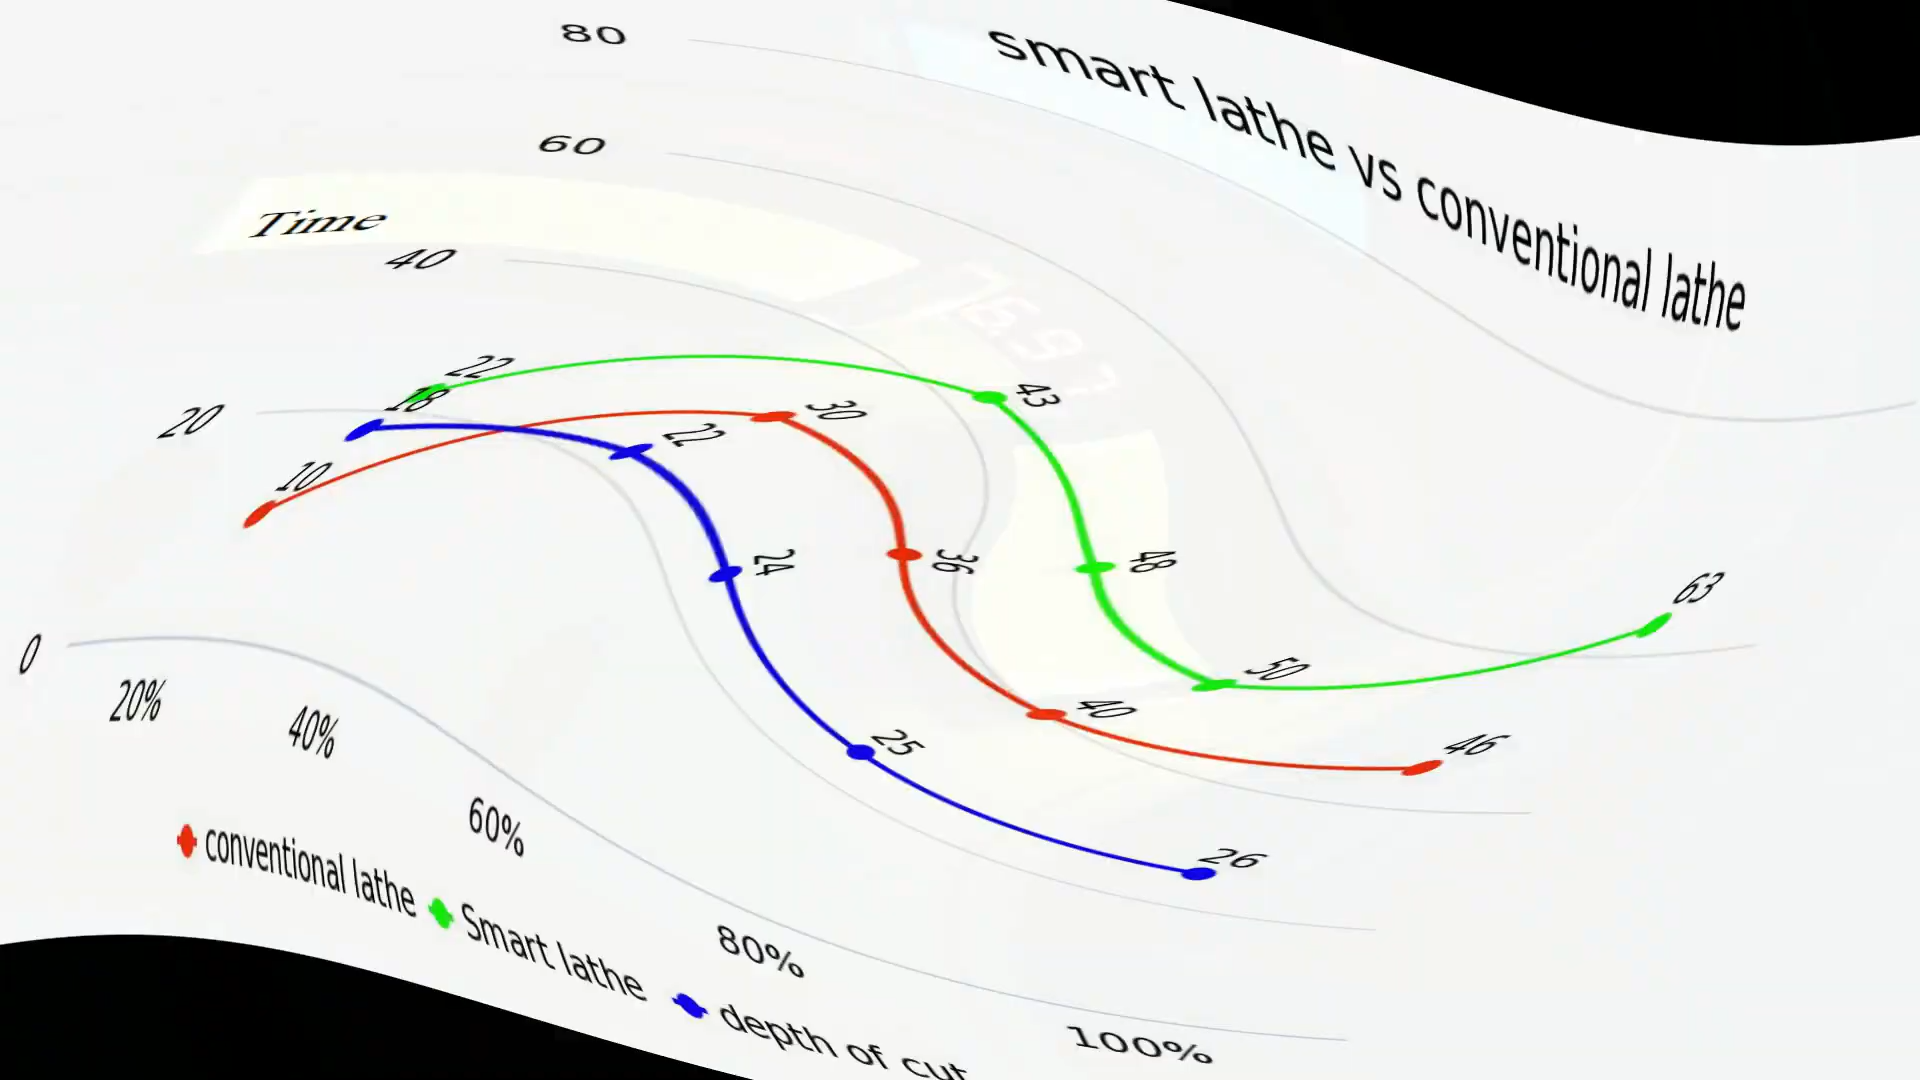 smart lathe vs conventional lathe
80
60
Time
40
20
0
22 43 48 50 63
10 30 36 40 46
18 22 24 25 26
20% 40% 60% 80% 100%
conventional lathe Smart lathe depth of cut